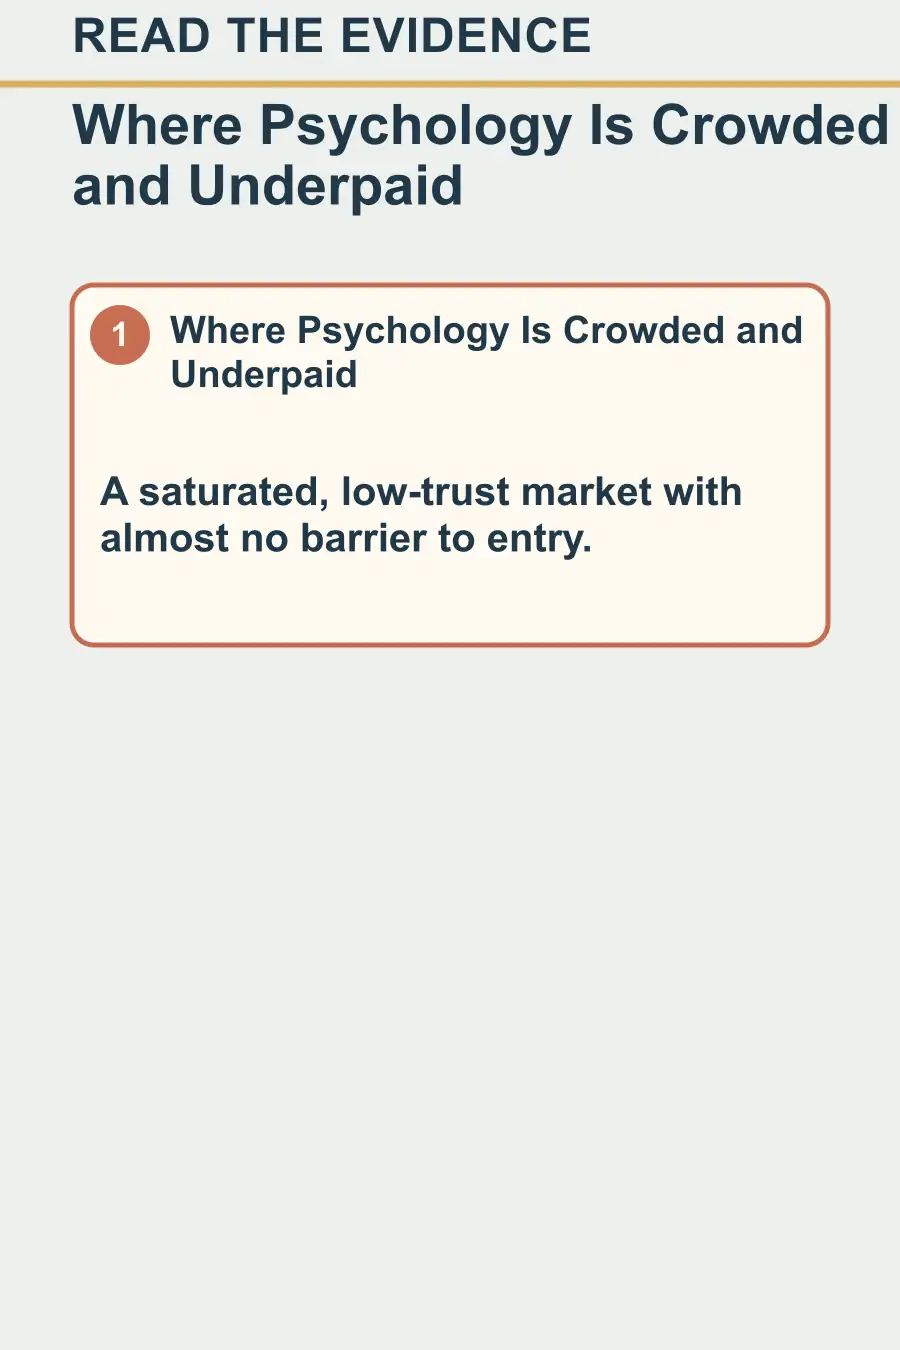 READ THE EVIDENCE
Where Psychology Is Crowded
and Underpaid
1
Where Psychology Is Crowded and
Underpaid
A saturated, low-trust market with
almost no barrier to entry.